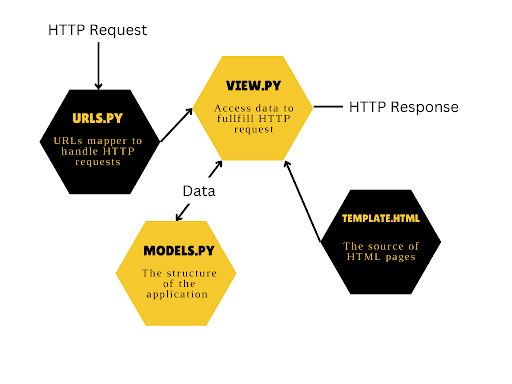 HTTP Request
VIEW.PY
Access data to
fullfill HTTP
request
HTTP Response
URLS.PY
URLs mapper to
handle HTTP
requests
Data
TEMPLATE.HTML
The source of
HTML pages
MODELS.PY
The structure
of the
application